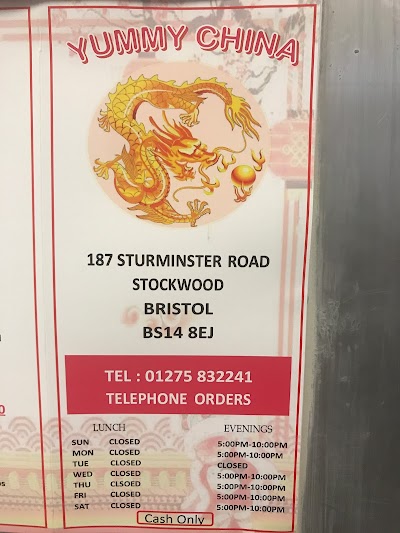 YUMMY CHINA
187 STURMINSTER ROAD
STOCKWOOD
BRISTOL
BS14 8EJ
TEL : 01275 832241
TELEPHONE ORDERS
LUNCH EVENINGS
SUN CLOSED 5:00PM-10:00PM
MON CLOSED 5:00PM-10:00PM
TUE CLOSED CLOSED
WED CLOSED 5:00PM-10:00PM
THU CLSOED 5:00PM-10:00PM
FRI CLOSED 5:00PM-10:00PM
SAT CLOSED 5:00PM-10:00PM
Cash Only